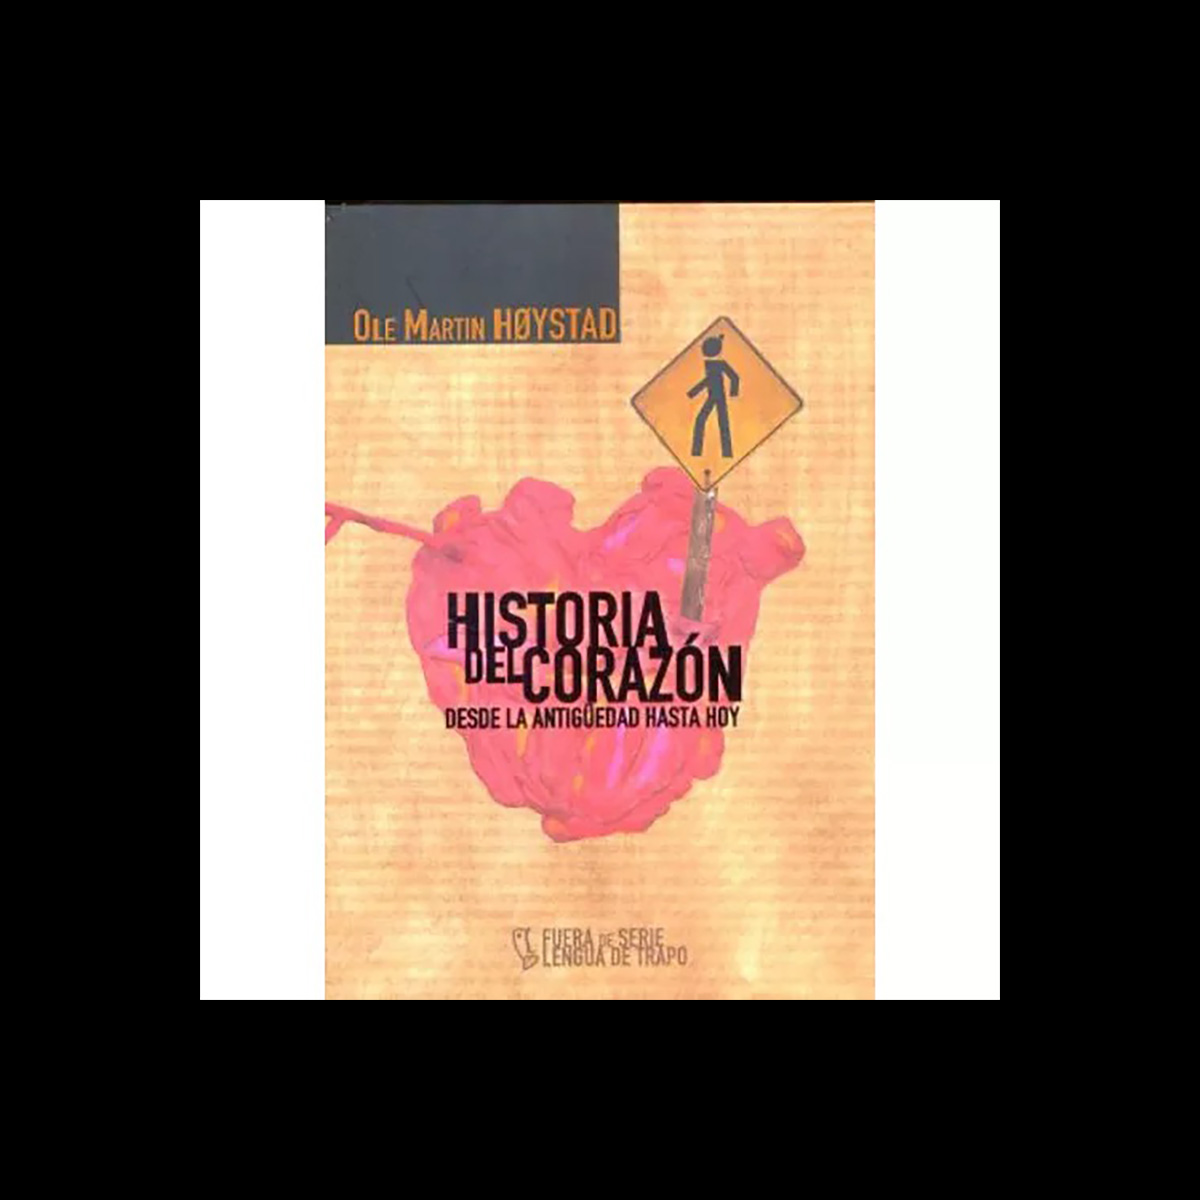 OLE MARTIN HØYSTAD
HISTORIA
DEL CORAZÓN
DESDE LA ANTIGÜEDAD HASTA HOY
FUERA DE SERIE
LENGUA DE TRAPO